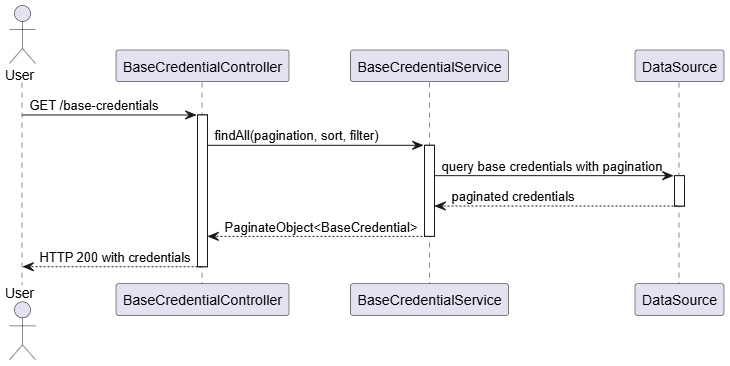 User
BaseCredentialController
BaseCredentialService
DataSource
GET /base-credentials
findAll(pagination, sort, filter)
query base credentials with pagination
paginated credentials
PaginateObject<BaseCredential>
HTTP 200 with credentials
User
BaseCredentialController
BaseCredentialService
DataSource